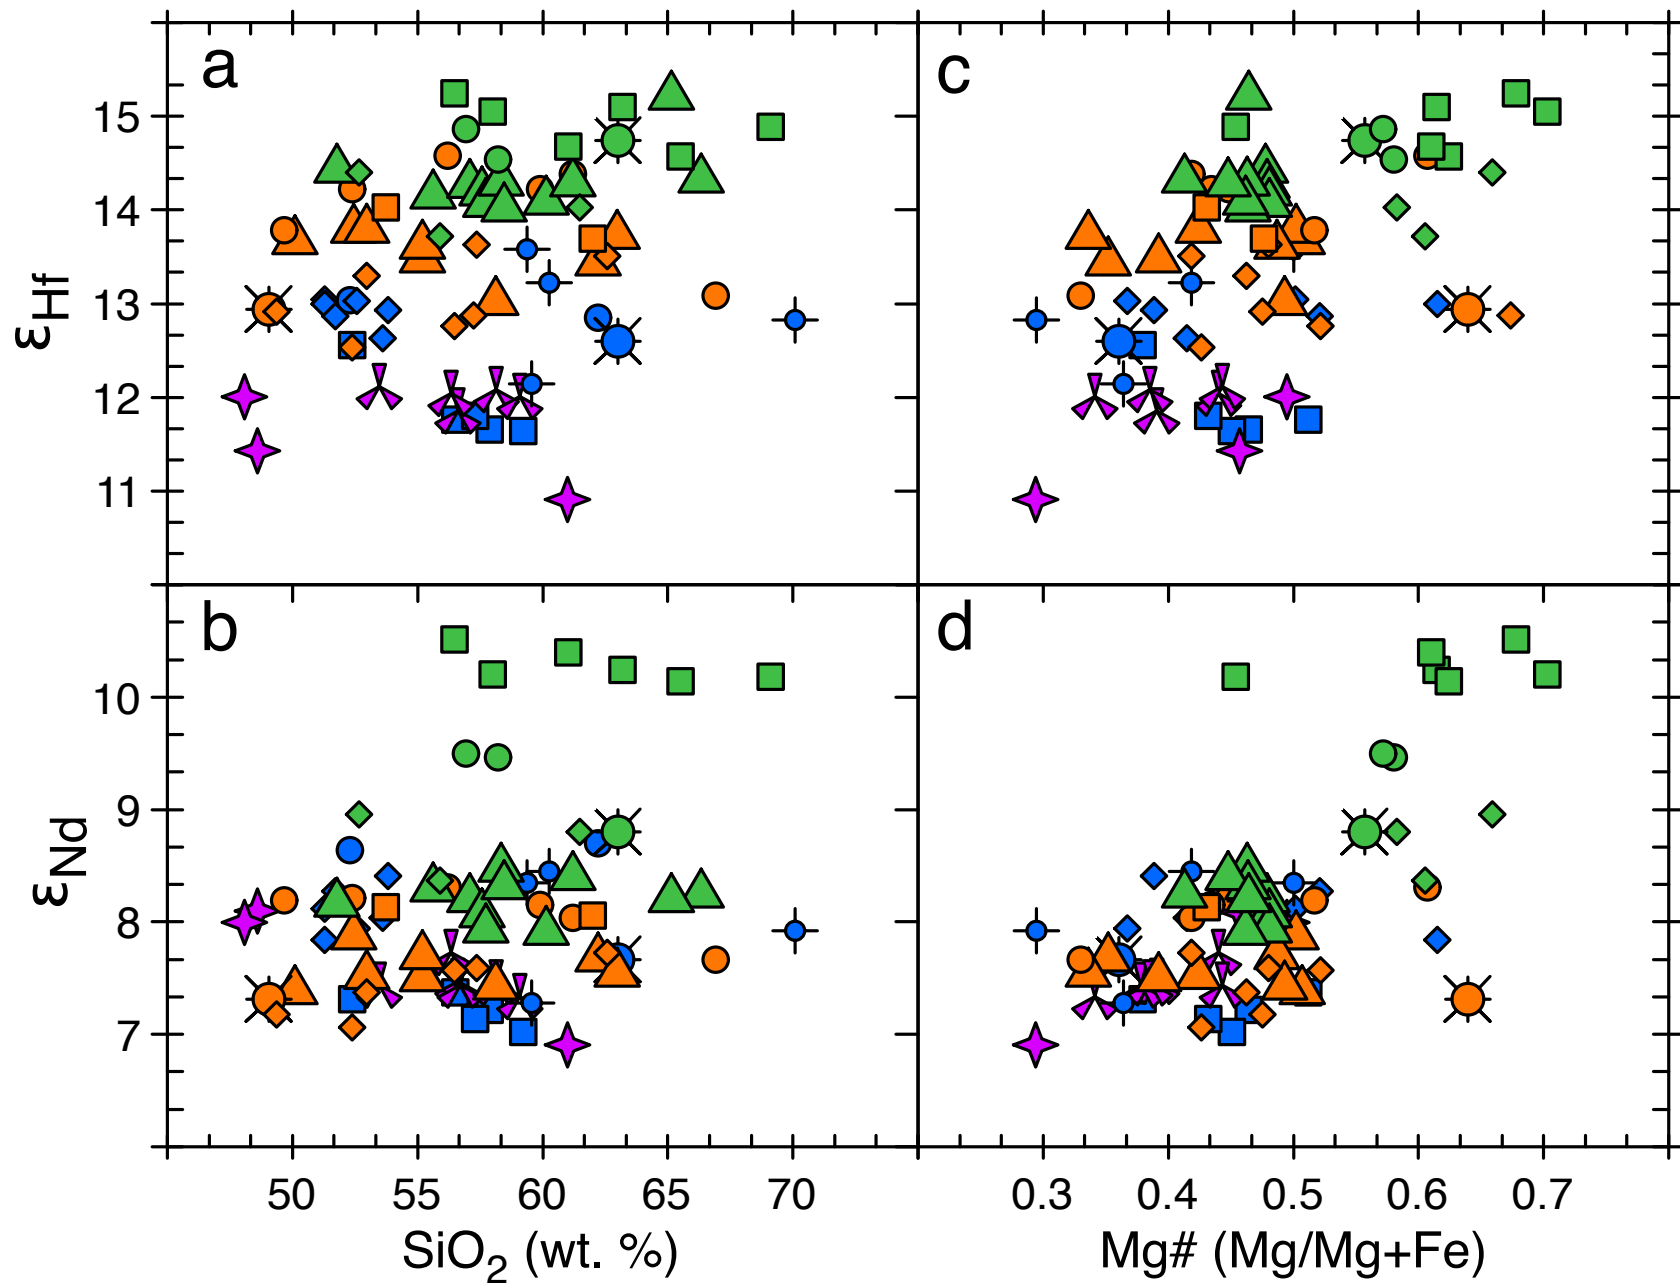 a
c
15
14
13
12
11
εHf
b
d
10
9
8
7
εNd
50 55 60 65 70
0.3 0.4 0.5 0.6 0.7
SiO₂ (wt. %)
Mg# (Mg/Mg+Fe)